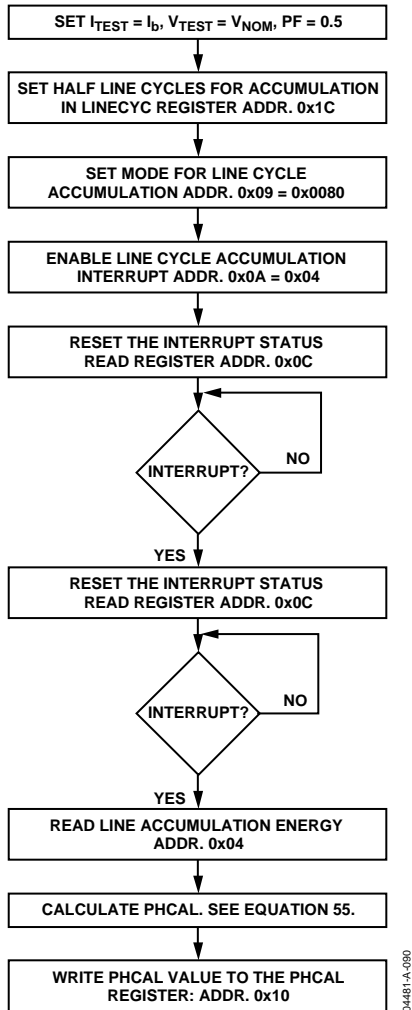 SET ITEST = Ib, VTEST = VNOM, PF = 0.5
SET HALF LINE CYCLES FOR ACCUMULATION
IN LINECYC REGISTER ADDR. 0x1C
SET MODE FOR LINE CYCLE
ACCUMULATION ADDR. 0x09 = 0x0080
ENABLE LINE CYCLE ACCUMULATION
INTERRUPT ADDR. 0x0A = 0x04
RESET THE INTERRUPT STATUS
READ REGISTER ADDR. 0x0C
INTERRUPT?
NO
YES
RESET THE INTERRUPT STATUS
READ REGISTER ADDR. 0x0C
INTERRUPT?
NO
YES
READ LINE ACCUMULATION ENERGY
ADDR. 0x04
CALCULATE PHCAL. SEE EQUATION 55.
WRITE PHCAL VALUE TO THE PHCAL
REGISTER: ADDR. 0x10
04481-A-090